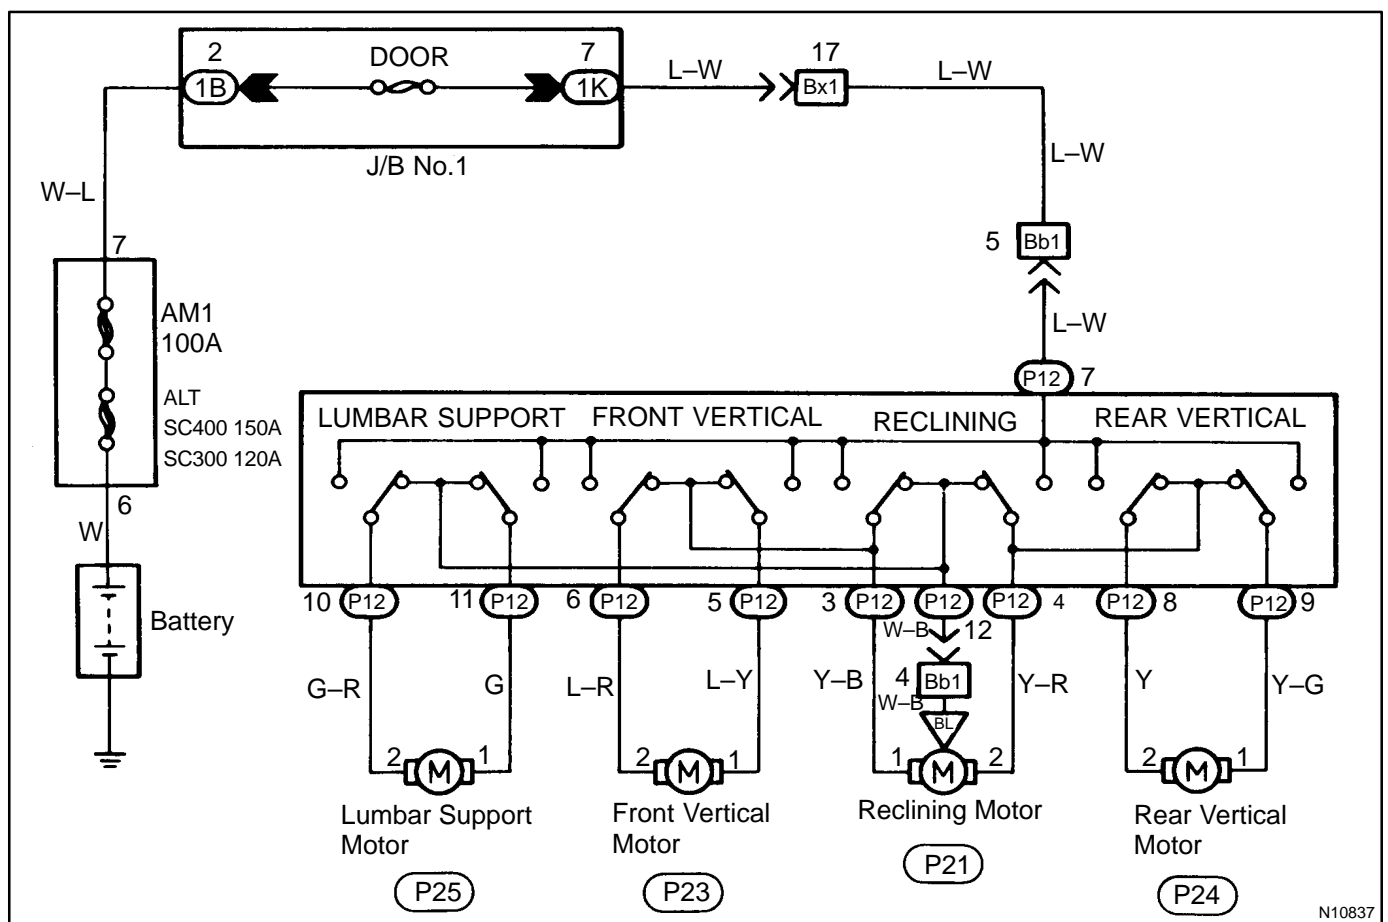 2
DOOR
7
17
1B
1K
L–W
Bx1
L–W
J/B No.1
L–W
W–L
7
5
Bb1
AM1
100A
L–W
ALT
SC400 150A
SC300 120A
P12
7
LUMBAR SUPPORT
FRONT VERTICAL
RECLINING
REAR VERTICAL
6
W
Battery
10
P12
11
P12
6
P12
5
P12
3
P12
P12
P12
4
P12
8
P12
9
W–B
12
G–R
G
L–R
L–Y
Y–B
4
Bb1
Y–R
Y
Y–G
W–B
BL
2
M
1
2
M
1
1
M
2
2
M
1
Lumbar Support
Motor
Front Vertical
Motor
Reclining Motor
Rear Vertical
Motor
P25
P23
P21
P24
N10837